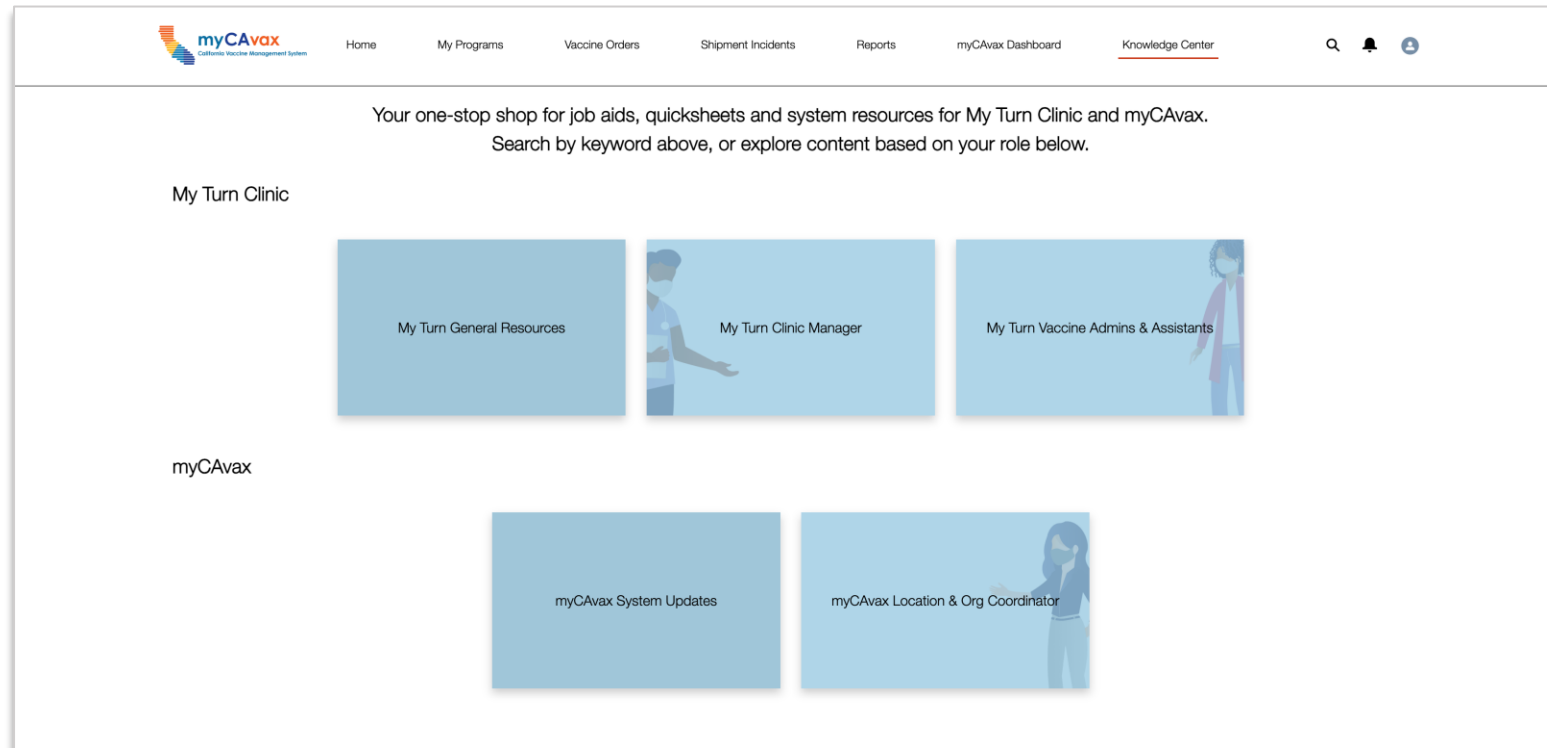 myCAvax
California Vaccine Management System
Home
My Programs
Vaccine Orders
Shipment Incidents
Reports
myCAvax Dashboard
Knowledge Center
Your one-stop shop for job aids, quicksheets and system resources for My Turn Clinic and myCAvax.
Search by keyword above, or explore content based on your role below.
My Turn Clinic
My Turn General Resources
My Turn Clinic Manager
My Turn Vaccine Admins & Assistants
myCAvax
myCAvax System Updates
myCAvax Location & Org Coordinator